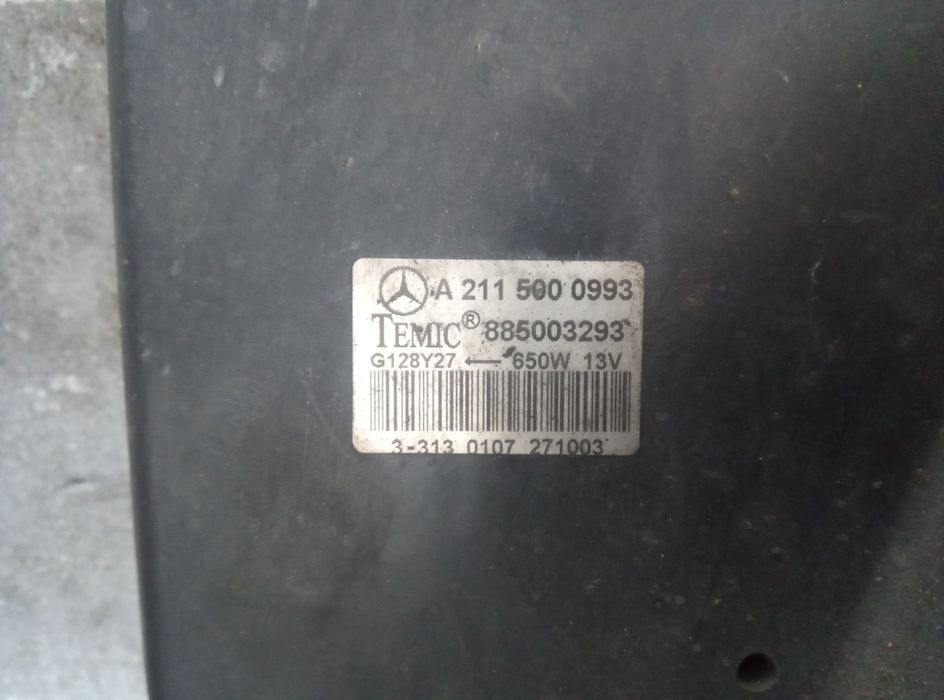 A 211 500 0993
TEMIC® 885003293
G128Y27 ← 650W 13V
3-313 0107 271003